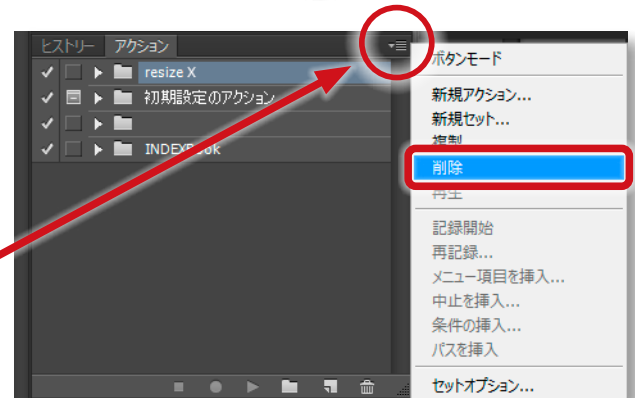 ヒストリー アクション
resize X
初期設定のアクション
INDEXBook
ボタンモード
新規アクション...
新規セット...
複製
削除
再生
記録開始
再記録...
メニュー項目を挿入...
中止を挿入...
条件の挿入...
パスを挿入
セットオプション...